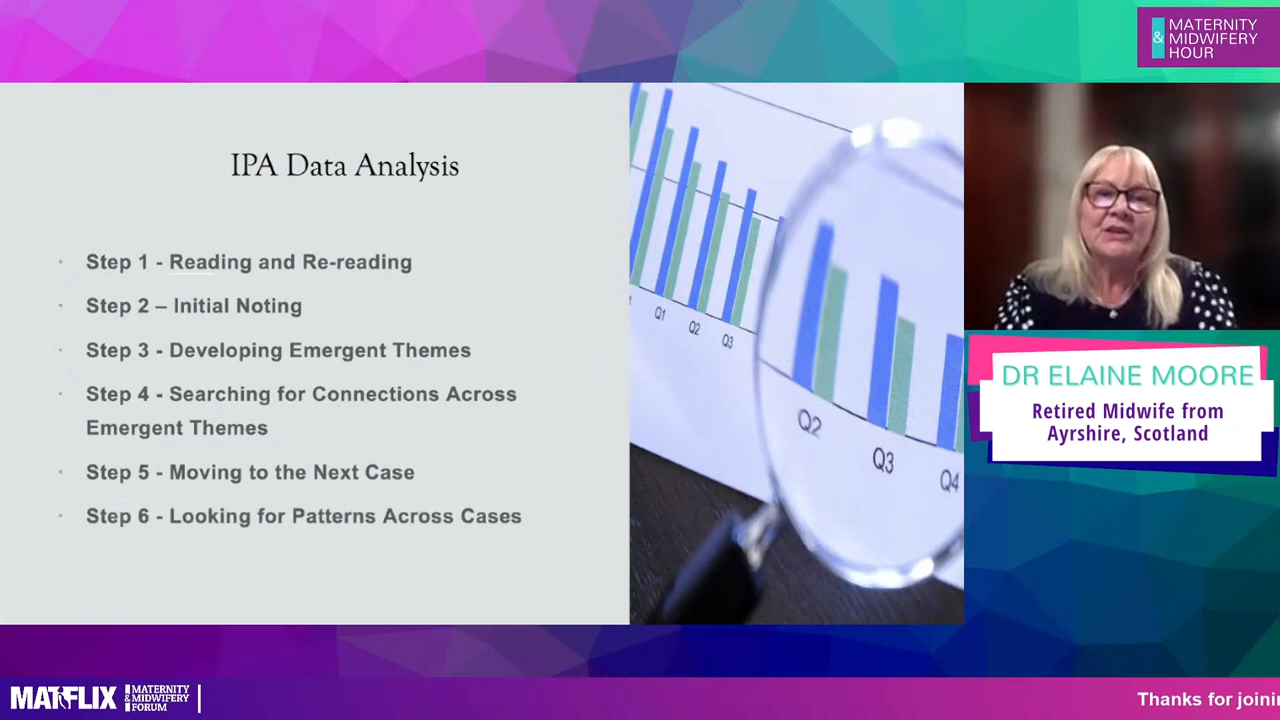 & MATERNITY
MIDWIFERY
HOUR
IPA Data Analysis
· Step 1 - Reading and Re-reading
· Step 2 – Initial Noting
· Step 3 - Developing Emergent Themes
· Step 4 - Searching for Connections Across
Emergent Themes
· Step 5 - Moving to the Next Case
· Step 6 - Looking for Patterns Across Cases
Q1
Q2
Q3
Q2
Q3
Q4
DR ELAINE MOORE
Retired Midwife from
Ayrshire, Scotland
MATFLIX
MATERNITY
& MIDWIFERY
FORUM
Thanks for joini